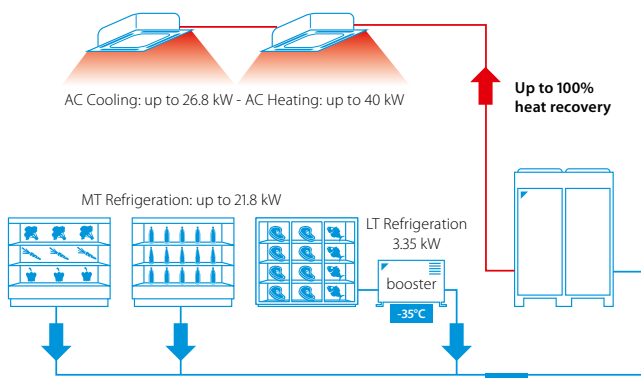 AC Cooling: up to 26.8 kW - AC Heating: up to 40 kW
Up to 100%
heat recovery
MT Refrigeration: up to 21.8 kW
LT Refrigeration
3.35 kW
booster
-35°C